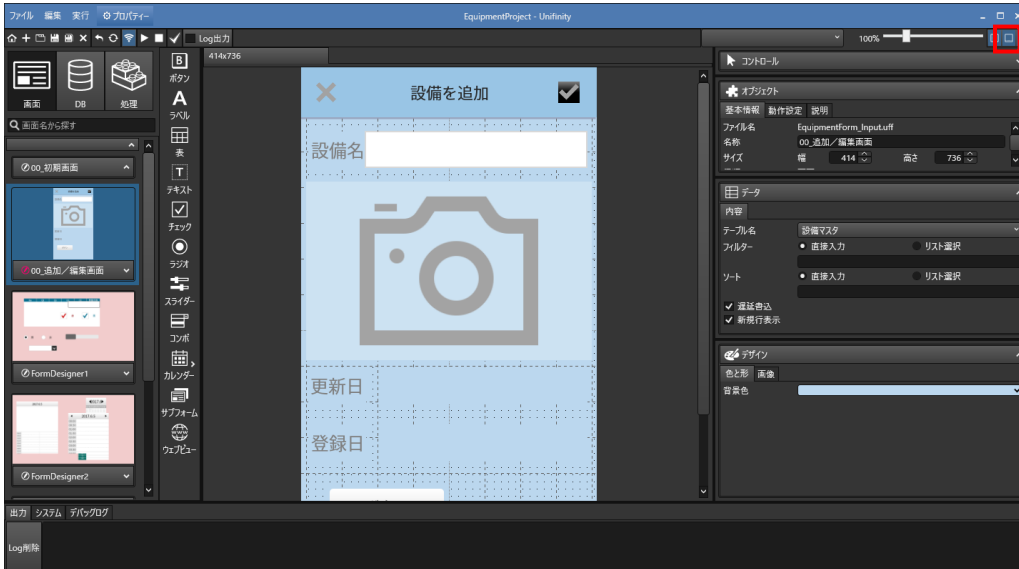 ファイル 編集 実行 プロパティー
EquipmentProject - Unifinity
Log出力
100%
画面 DB 処理
画面名から探す
00_初期画面
00_追加／編集画面
FormDesigner1
FormDesigner2
B
ボタン
A
ラベル
表
T
テキスト
チェック
ラジオ
スライダー
コンボ
カレンダー
サブフォーム
ウェブビュー
414x736
設備を追加
設備名
更新日
登録日
コントロール
オブジェクト
基本情報 動作設定 説明
ファイル名 EquipmentForm_Input.uff
名称 00_追加／編集画面
サイズ 幅 414 高さ 736
データ
内容
テーブル名 設備マスタ
フィルター 直接入力 リスト選択
ソート 直接入力 リスト選択
遅延書込
新規行表示
デザイン
色と形 画像
背景色
出力 システム デバッグログ
Log削除